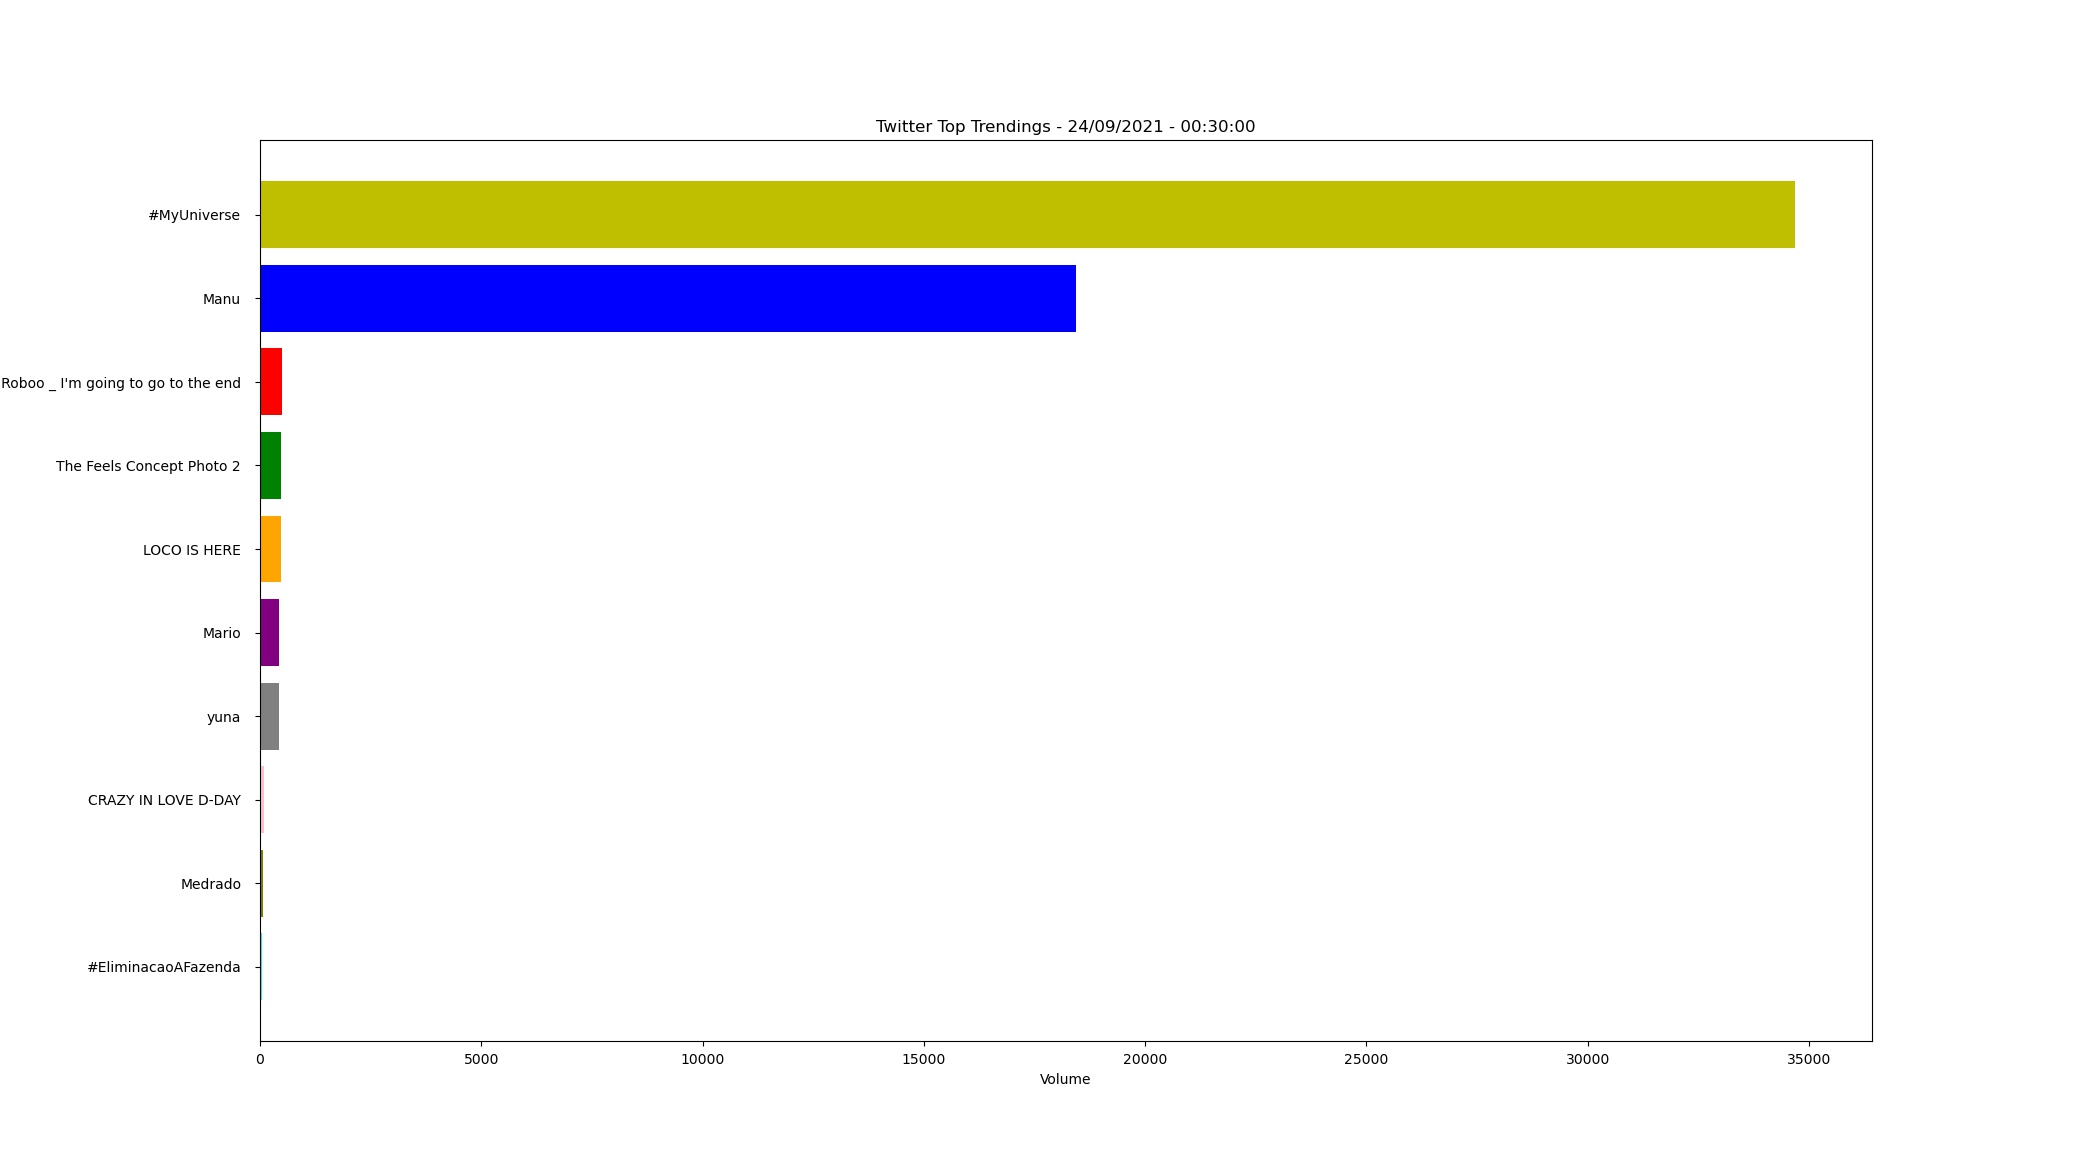 Twitter Top Trendings - 24/09/2021 - 00:30:00
#MyUniverse
Manu
Roboo _ I'm going to go to the end
The Feels Concept Photo 2
LOCO IS HERE
Mario
yuna
CRAZY IN LOVE D-DAY
Medrado
#EliminacaoAFazenda
0 5000 10000 15000 20000 25000 30000 35000
Volume